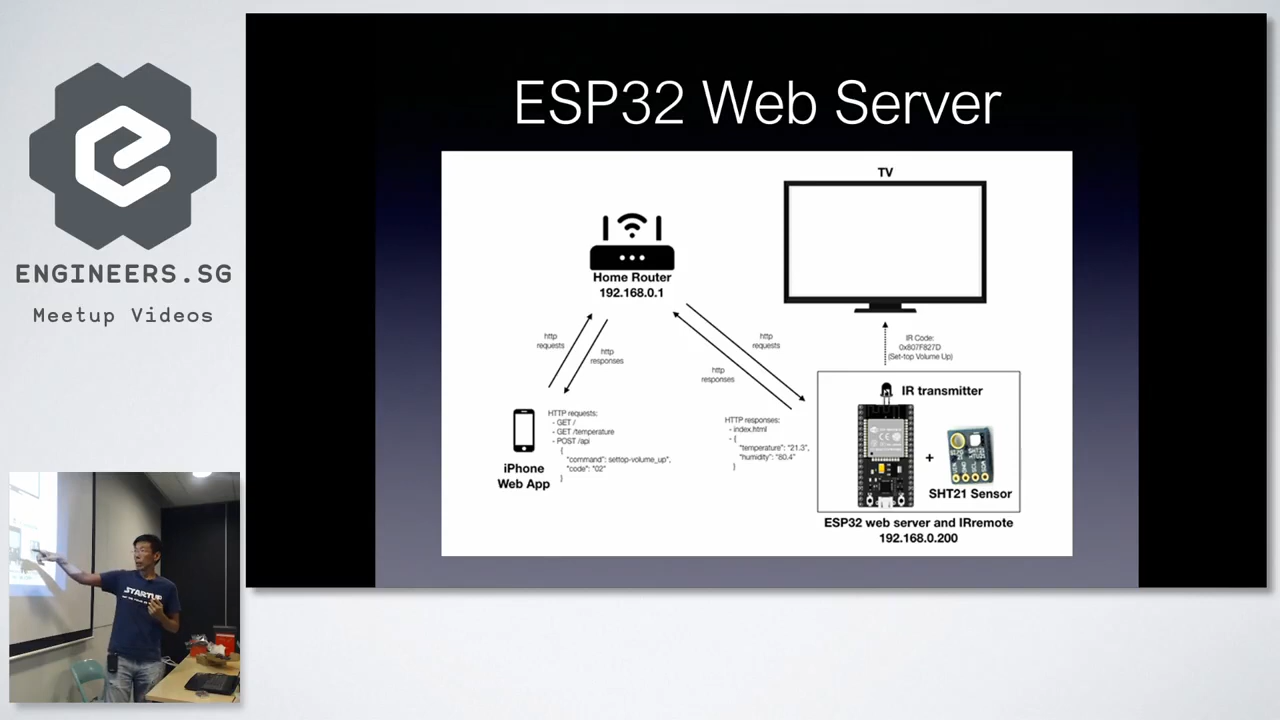 ENGINEERS.SG
Meetup Videos
ESP32 Web Server
TV
Home Router
192.168.0.1
http
requests
http
responses
http
requests
http
responses
IR Code:
0x807F827D
(Set-top Volume Up)
IR transmitter
HTTP requests:
- GET /
- GET /temperature
- POST /api
{
"command": settop-volume_up",
"code": "02"
}
iPhone
Web App
HTTP responses:
- index.html
- {
"temperature": "21.3",
"humidity": "80.4"
}
+
SHT21 Sensor
ESP32 web server and IRremote
192.168.0.200
STARTUP